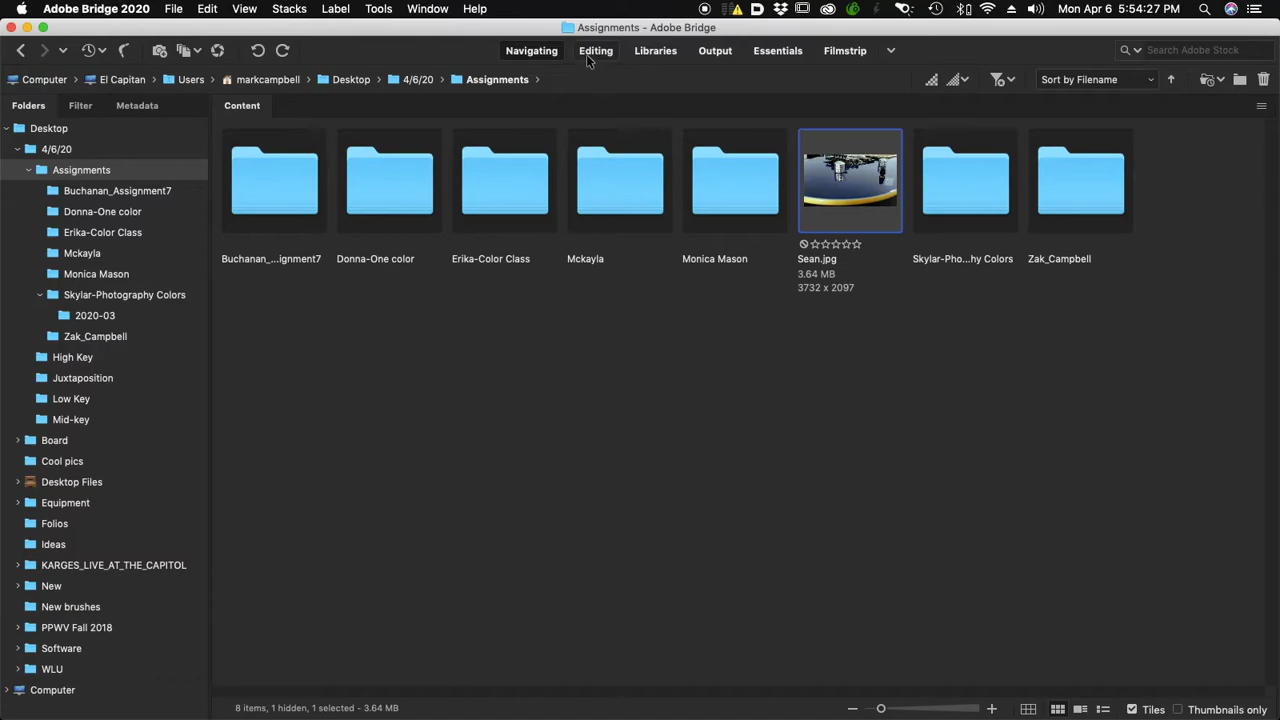 Adobe Bridge 2020 File Edit View Stacks Label Tools Window Help Mon Apr 6 5:54:27 PM
Assignments – Adobe Bridge
Navigating Editing Libraries Output Essentials Filmstrip Search Adobe Stock
Computer El Capitan Users markcampbell Desktop 4/6/20 Assignments Sort by Filename
Folders Filter Metadata Content
Desktop
4/6/20
Assignments
Buchanan_Assignment7
Donna-One color
Erika-Color Class
Mckayla
Monica Mason
Skylar-Photography Colors
2020-03
Zak_Campbell
High Key
Juxtaposition
Low Key
Mid-key
Board
Cool pics
Desktop Files
Equipment
Folios
Ideas
KARGES_LIVE_AT_THE_CAPITOL
New
New brushes
PPWV Fall 2018
Software
WLU
Computer
Buchanan_...ignment7 Donna-One color Erika-Color Class Mckayla Monica Mason Sean.jpg Skylar-Pho...hy Colors Zak_Campbell
3.64 MB
3732 x 2097
8 items, 1 hidden, 1 selected - 3.64 MB Tiles Thumbnails only